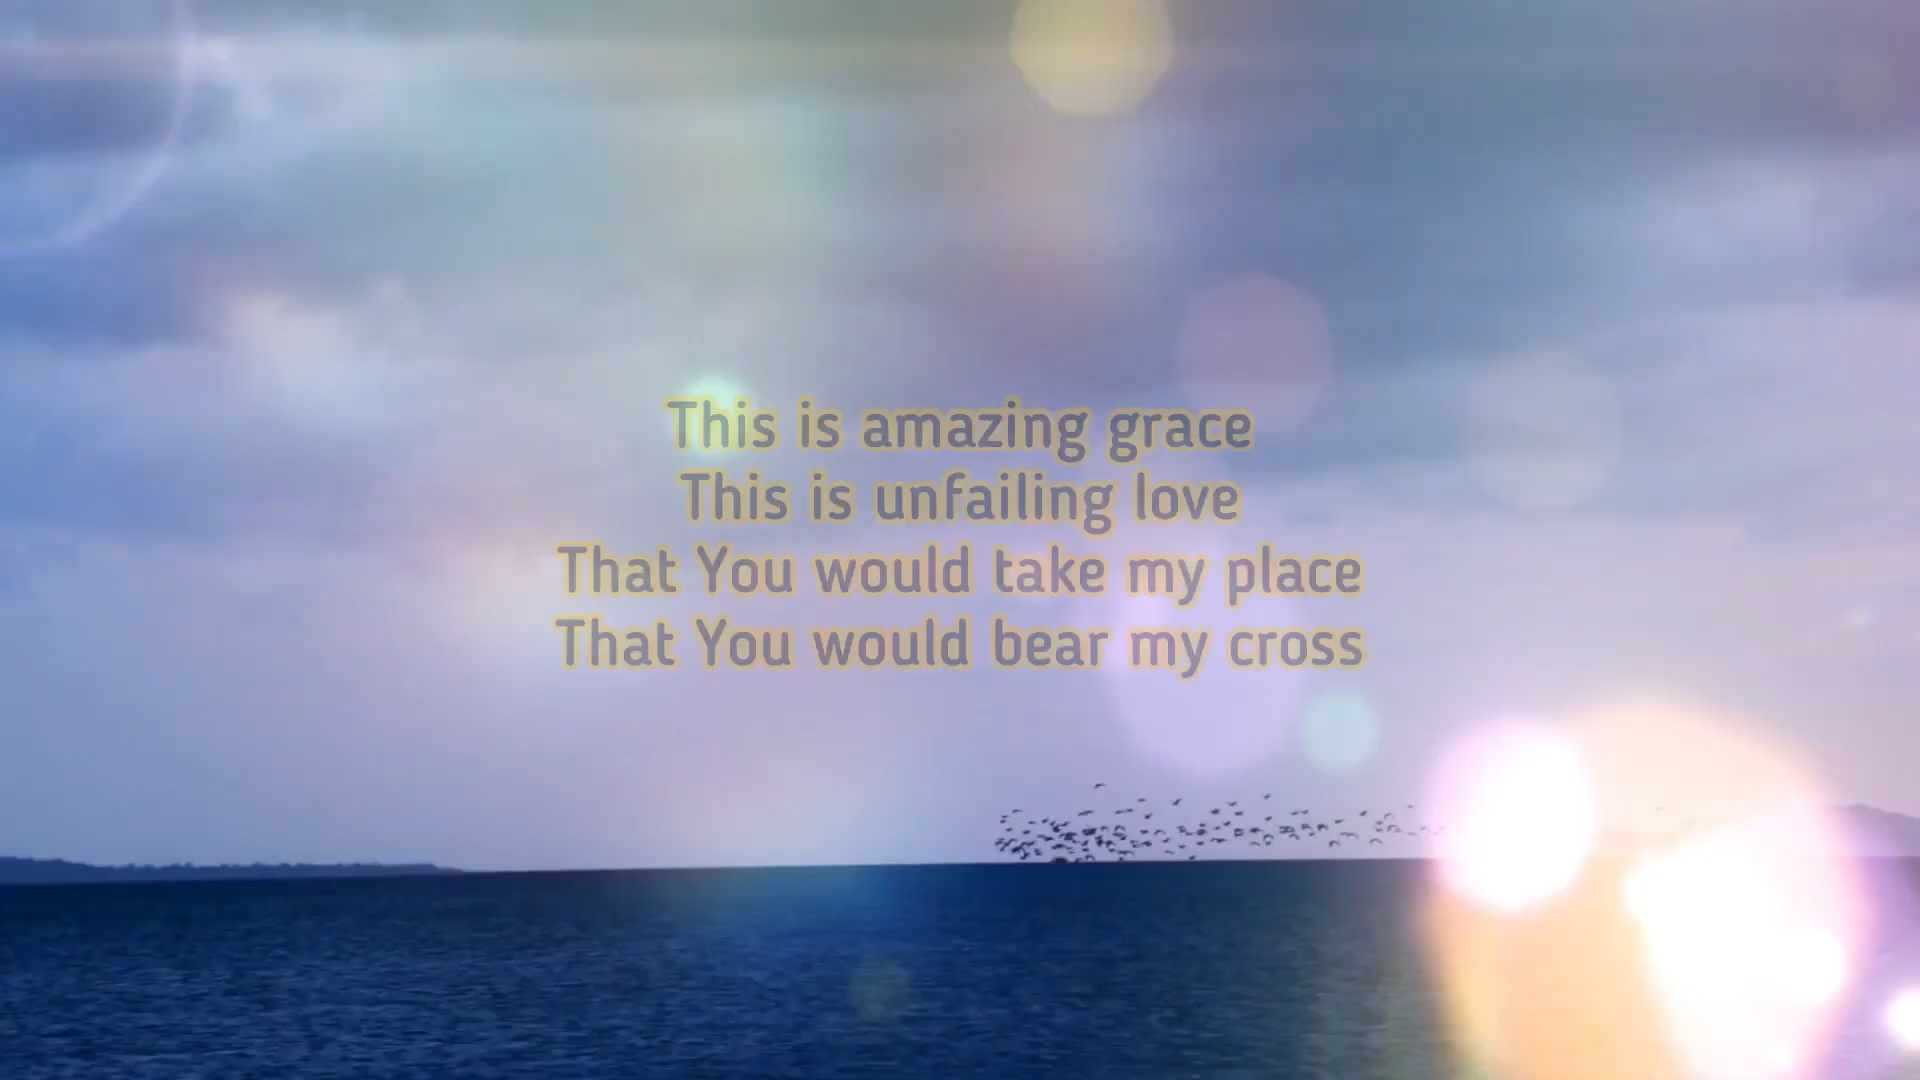 This is amazing grace
This is unfailing love
That You would take my place
That You would bear my cross